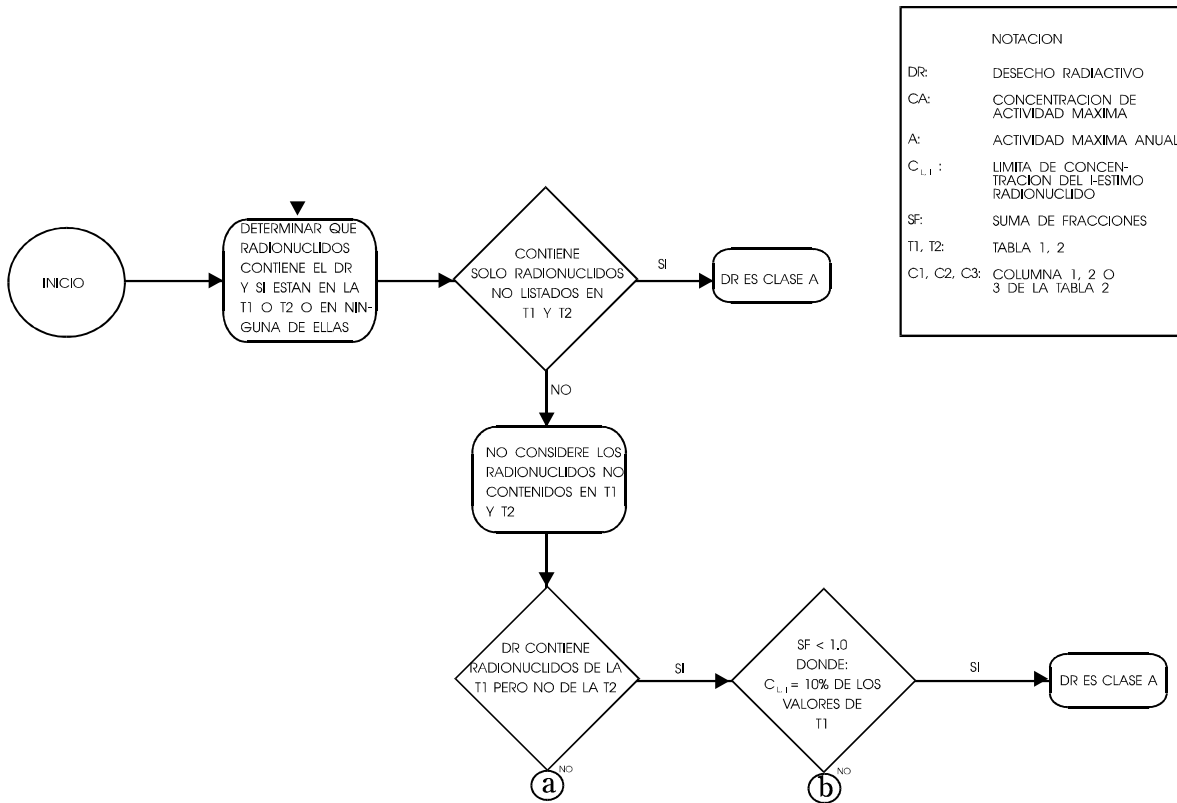 INICIO
DETERMINAR QUE
RADIONUCLIDOS
CONTIENE EL DR
Y SI ESTAN EN LA
T1 O T2 O EN NIN-
GUNA DE ELLAS
CONTIENE
SOLO RADIONUCLIDOS
NO LISTADOS EN
T1 Y T2
SI
DR ES CLASE A
NO
NO CONSIDERE LOS
RADIONUCLIDOS NO
CONTENIDOS EN T1
Y T2
DR CONTIENE
RADIONUCLIDOS DE LA
T1 PERO NO DE LA T2
SI
NO
a
SF < 1.0
DONDE:
C L, I = 10% DE LOS
VALORES DE
T1
SI
DR ES CLASE A
NO
b
NOTACION
DR: DESECHO RADIACTIVO
CA: CONCENTRACION DE
ACTIVIDAD MAXIMA
A: ACTIVIDAD MAXIMA ANUAL
C L, I : LIMITA DE CONCEN-
TRACION DEL I-ESTIMO
RADIONUCLIDO
SF: SUMA DE FRACCIONES
T1, T2: TABLA 1, 2
C1, C2, C3: COLUMNA 1, 2 O
3 DE LA TABLA 2